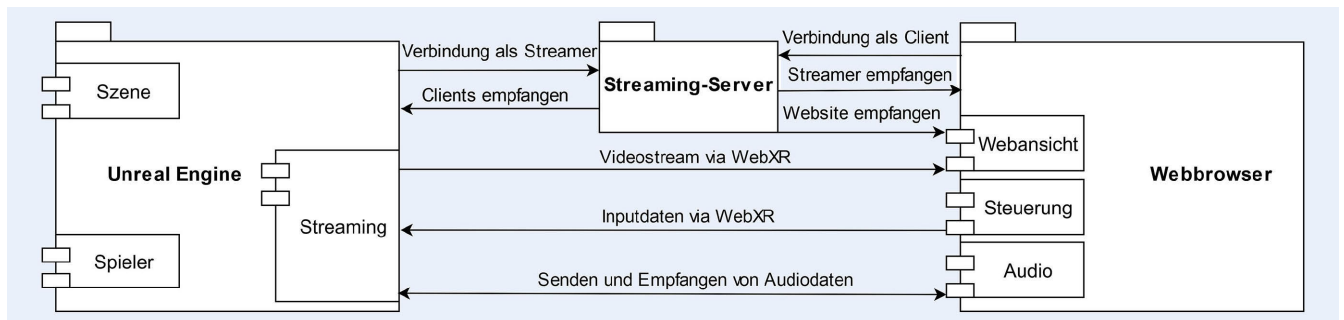 Verbindung als Streamer
Verbindung als Client
Streaming-Server
Streamer empfangen
Clients empfangen
Website empfangen
Szene
Unreal Engine
Streaming
Spieler
Videostream via WebXR
Inputdaten via WebXR
Senden und Empfangen von Audiodaten
Webansicht
Steuerung
Audio
Webbrowser